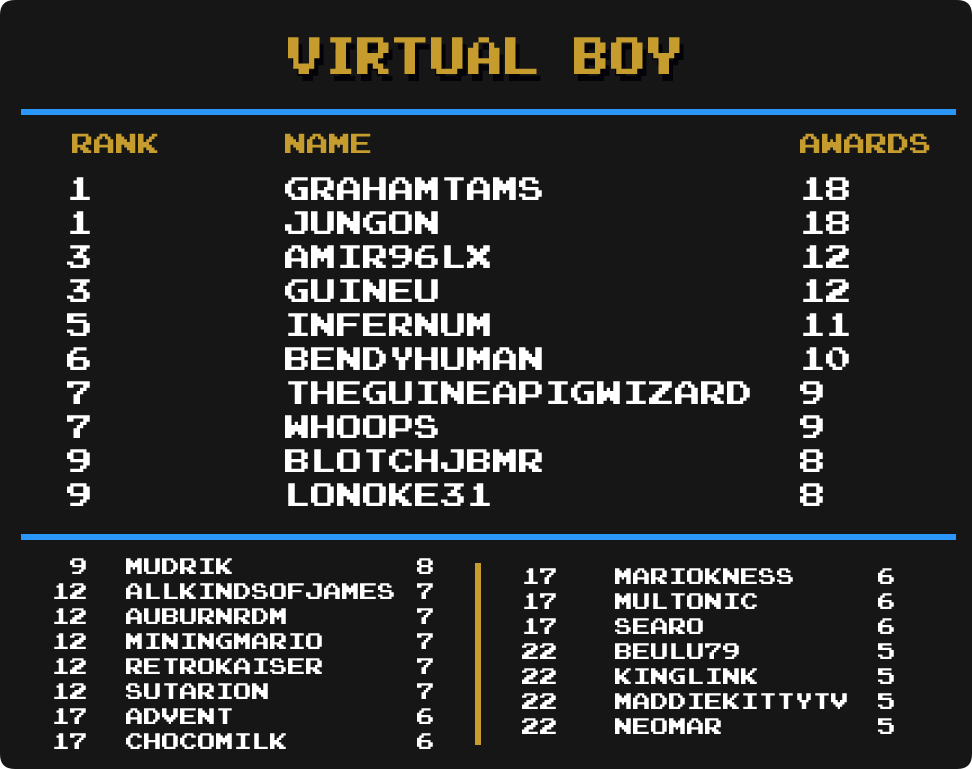 VIRTUAL BOY
RANK NAME AWARDS
1 GRAHAMTAMS 18
1 JUNGON 18
3 AMIR96LX 12
3 GUINEU 12
5 INFERNUM 11
6 BENDYHUMAN 10
7 THEGUINEAPIGWIZARD 9
7 WHOOPS 9
9 BLOTCHJBMR 8
9 LONOKE31 8
9 MUDRIK 8
12 ALLKINDSOFJAMES 7
12 AUBURNRDM 7
12 MININGMARIO 7
12 RETROKAISER 7
12 SUTARION 7
17 ADVENT 6
17 CHOCOMILK 6
17 MARIOKNESS 6
17 MULTONIC 6
17 SEARO 6
22 BEULU79 5
22 KINGLINK 5
22 MADDIEKITTYTV 5
22 NEOMAR 5